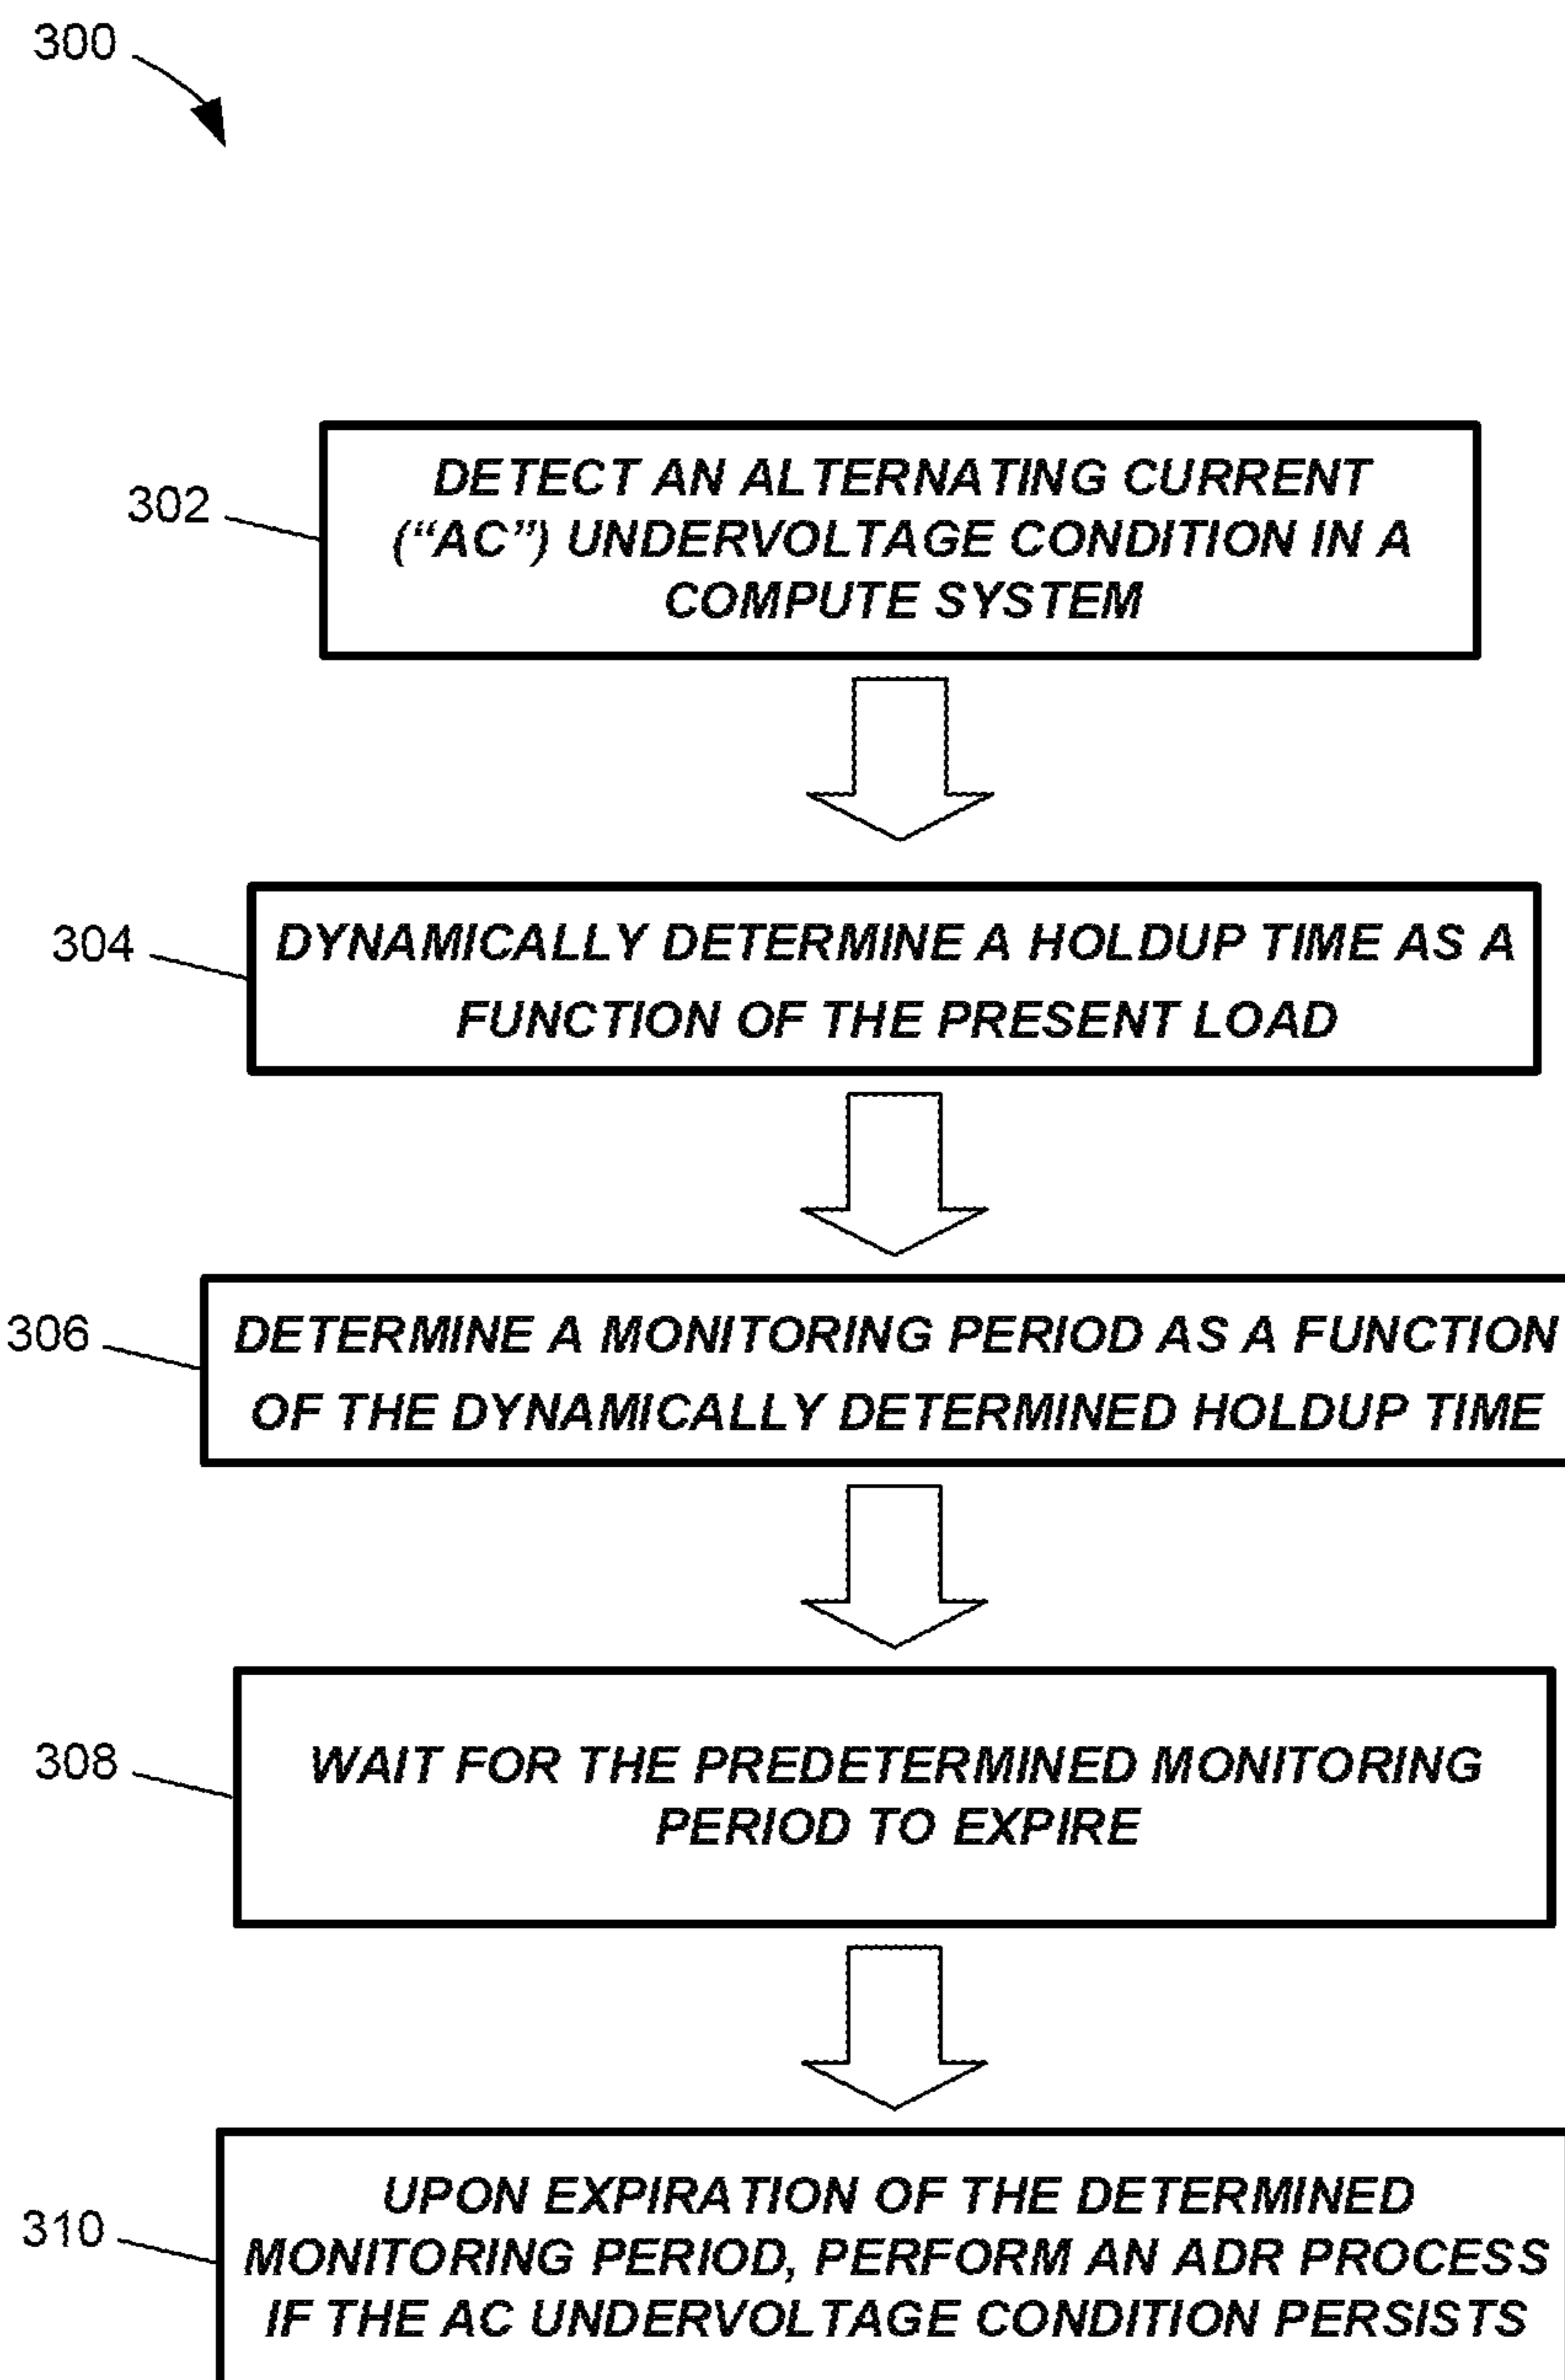 300
302
DETECT AN ALTERNATING CURRENT
(“AC”) UNDERVOLTAGE CONDITION IN A
COMPUTE SYSTEM
304
DYNAMICALLY DETERMINE A HOLDUP TIME AS A
FUNCTION OF THE PRESENT LOAD
306
DETERMINE A MONITORING PERIOD AS A FUNCTION
OF THE DYNAMICALLY DETERMINED HOLDUP TIME
308
WAIT FOR THE PREDETERMINED MONITORING
PERIOD TO EXPIRE
310
UPON EXPIRATION OF THE DETERMINED
MONITORING PERIOD, PERFORM AN ADR PROCESS
IF THE AC UNDERVOLTAGE CONDITION PERSISTS